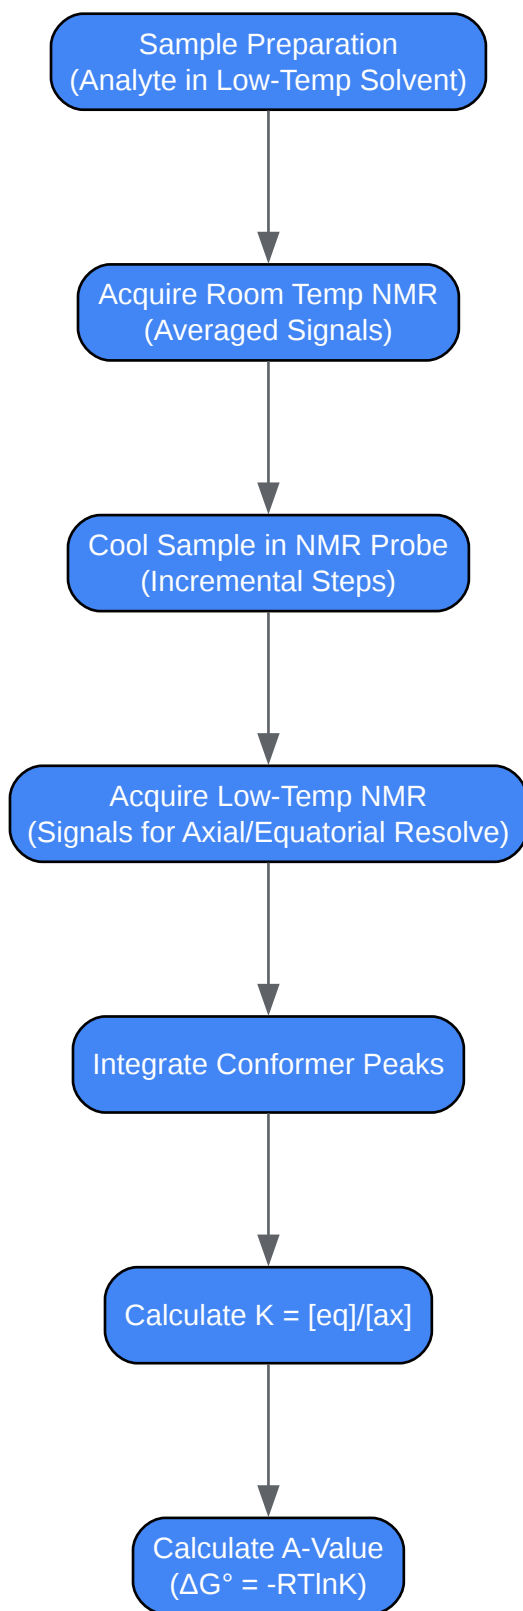 Sample Preparation
(Analyte in Low-Temp Solvent)
Acquire Room Temp NMR
(Averaged Signals)
Cool Sample in NMR Probe
(Incremental Steps)
Acquire Low-Temp NMR
(Signals for Axial/Equatorial Resolve)
Integrate Conformer Peaks
Calculate K = [eq]/[ax]
Calculate A-Value
(ΔG° = -RTlnK)